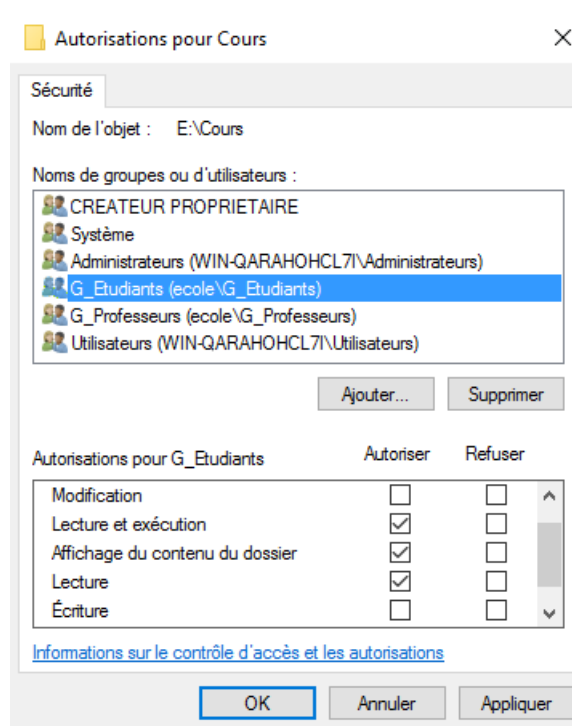 Autorisations pour Cours
Sécurité
Nom de l'objet : E:\Cours
Noms de groupes ou d'utilisateurs :
CREATEUR PROPRIETAIRE
Système
Administrateurs (WIN-QARAHOHCL7I\Administrateurs)
G_Etudiants (ecole\G_Etudiants)
G_Professeurs (ecole\G_Professeurs)
Utilisateurs (WIN-QARAHOHCL7I\Utilisateurs)
Ajouter... Supprimer
Autorisations pour G_Etudiants Autoriser Refuser
Modification
Lecture et exécution
Affichage du contenu du dossier
Lecture
Écriture
Informations sur le contrôle d'accès et les autorisations
OK Annuler Appliquer